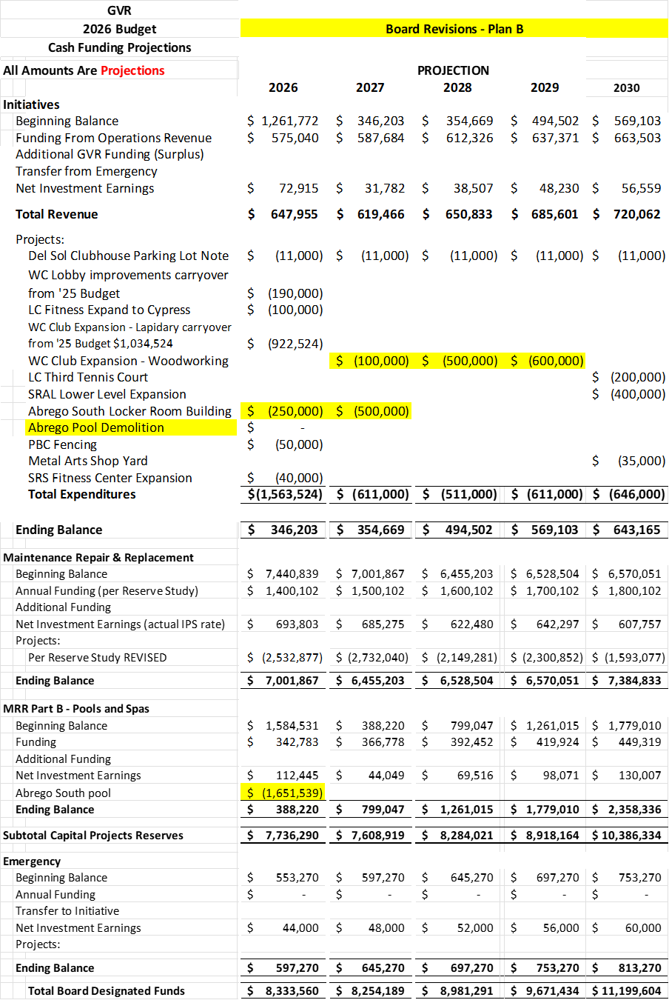 GVR
2026 Budget Board Revisions - Plan B
Cash Funding Projections
All Amounts Are Projections PROJECTION
2026 2027 2028 2029 2030
Initiatives
Beginning Balance $ 1,261,772 $ 346,203 $ 354,669 $ 494,502 $ 569,103
Funding From Operations Revenue $ 575,040 $ 587,684 $ 612,326 $ 637,371 $ 663,503
Additional GVR Funding (Surplus)
Transfer from Emergency
Net Investment Earnings $ 72,915 $ 31,782 $ 38,507 $ 48,230 $ 56,559
Total Revenue $ 647,955 $ 619,466 $ 650,833 $ 685,601 $ 720,062
Projects:
Del Sol Clubhouse Parking Lot Note $ (11,000) $ (11,000) $ (11,000) $ (11,000) $ (11,000)
WC Lobby improvements carryover
from '25 Budget $ (190,000)
LC Fitness Expand to Cypress $ (100,000)
WC Club Expansion - Lapidary carryover
from '25 Budget $1,034,524 $ (922,524)
WC Club Expansion - Woodworking $ (100,000) $ (500,000) $ (600,000)
LC Third Tennis Court $ (200,000)
SRAL Lower Level Expansion $ (400,000)
Abrego South Locker Room Building $ (250,000) $ (500,000)
Abrego Pool Demolition $ -
PBC Fencing $ (50,000)
Metal Arts Shop Yard $ (35,000)
SRS Fitness Center Expansion $ (40,000)
Total Expenditures $ (1,563,524) $ (611,000) $ (511,000) $ (611,000) $ (646,000)
Ending Balance $ 346,203 $ 354,669 $ 494,502 $ 569,103 $ 643,165
Maintenance Repair & Replacement
Beginning Balance $ 7,440,839 $ 7,001,867 $ 6,455,203 $ 6,528,504 $ 6,570,051
Annual Funding (per Reserve Study) $ 1,400,102 $ 1,500,102 $ 1,600,102 $ 1,700,102 $ 1,800,102
Additional Funding
Net Investment Earnings (actual IPS rate) $ 693,803 $ 685,275 $ 622,480 $ 642,297 $ 607,757
Projects:
Per Reserve Study REVISED $ (2,532,877) $ (2,732,040) $ (2,149,281) $ (2,300,852) $ (1,593,077)
Ending Balance $ 7,001,867 $ 6,455,203 $ 6,528,504 $ 6,570,051 $ 7,384,833
MRR Part B - Pools and Spas
Beginning Balance $ 1,584,531 $ 388,220 $ 799,047 $ 1,261,015 $ 1,779,010
Funding $ 342,783 $ 366,778 $ 392,452 $ 419,924 $ 449,319
Additional Funding
Net Investment Earnings $ 112,445 $ 44,049 $ 69,516 $ 98,071 $ 130,007
Abrego South pool $ (1,651,539)
Ending Balance $ 388,220 $ 799,047 $ 1,261,015 $ 1,779,010 $ 2,358,336
Subtotal Capital Projects Reserves $ 7,736,290 $ 7,608,919 $ 8,284,021 $ 8,918,164 $ 10,386,334
Emergency
Beginning Balance $ 553,270 $ 597,270 $ 645,270 $ 697,270 $ 753,270
Annual Funding $ - $ - $ - $ - $ -
Transfer to Initiative
Net Investment Earnings $ 44,000 $ 48,000 $ 52,000 $ 56,000 $ 60,000
Projects:
Ending Balance $ 597,270 $ 645,270 $ 697,270 $ 753,270 $ 813,270
Total Board Designated Funds $ 8,333,560 $ 8,254,189 $ 8,981,291 $ 9,671,434 $ 11,199,604